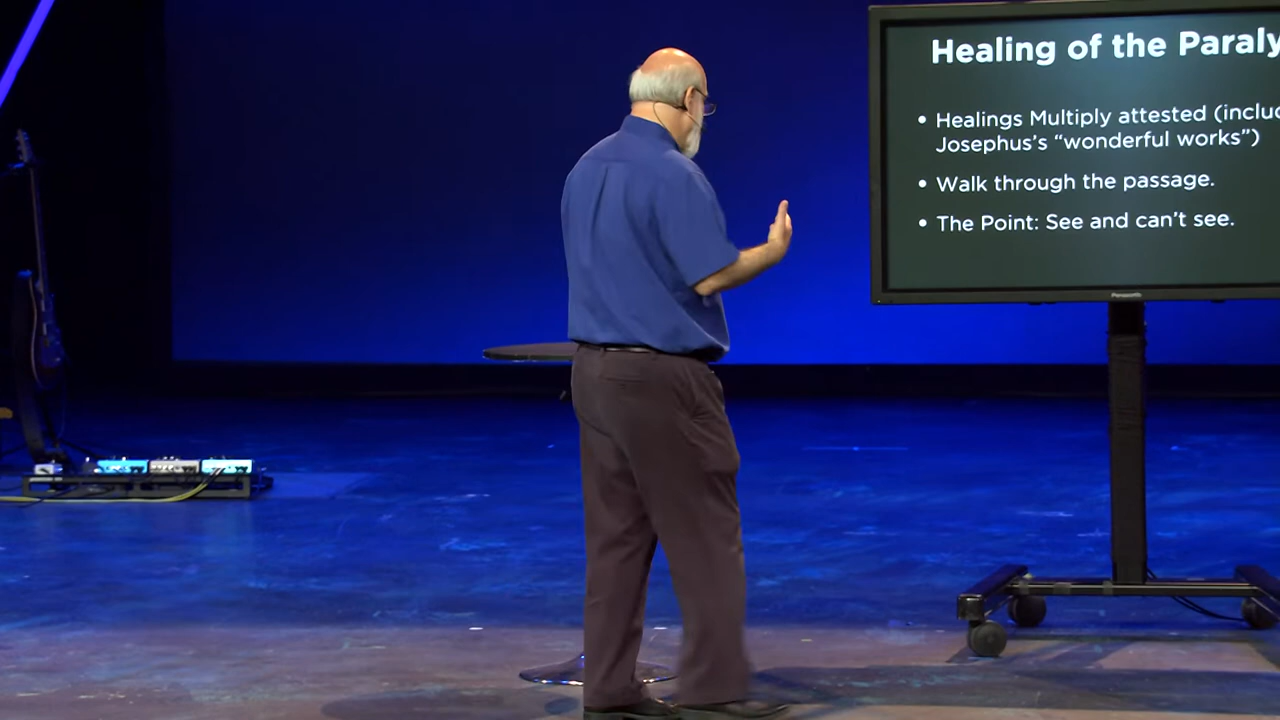 Healing of the Paraly
• Healings Multiply attested (inclu
Josephus's “wonderful works”)
• Walk through the passage.
• The Point: See and can't see.
Panasonic